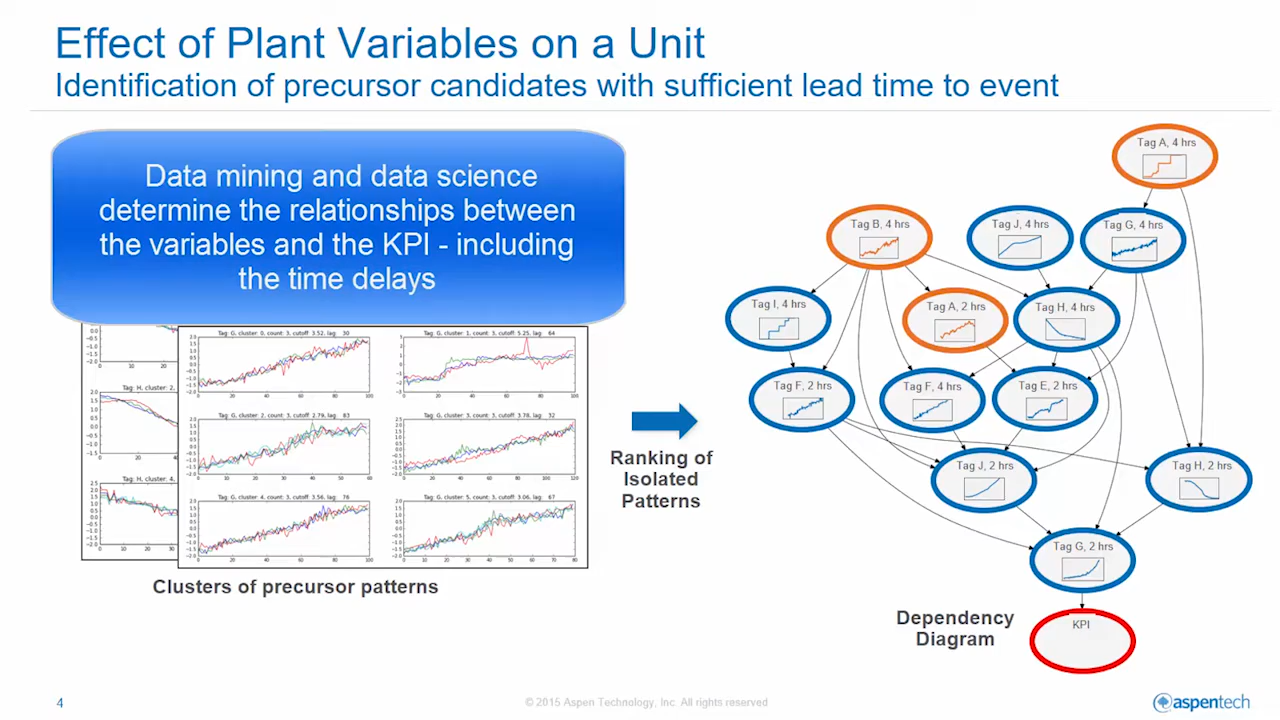 Effect of Plant Variables on a Unit
Identification of precursor candidates with sufficient lead time to event
Data mining and data science
determine the relationships between
the variables and the KPI - including
the time delays
Tag: H, cluster: 2,
Tag: H, cluster: 4,
Tag: G, cluster: 0, count: 3, cutoff: 3.52, lag: 30
Tag: G, cluster: 1, count: 3, cutoff: 5.25, lag: 64
Tag: G, cluster: 2, count: 3, cutoff: 2.79, lag: 83
Tag: G, cluster: 3, count: 3, cutoff: 3.78, lag: 32
Tag: G, cluster: 4, count: 3, cutoff: 3.56, lag: 76
Tag: G, cluster: 5, count: 3, cutoff: 3.06, lag: 67
Clusters of precursor patterns
Ranking of
Isolated
Patterns
Tag A, 4 hrs
Tag B, 4 hrs
Tag J, 4 hrs
Tag G, 4 hrs
Tag I, 4 hrs
Tag A, 2 hrs
Tag H, 4 hrs
Tag F, 2 hrs
Tag F, 4 hrs
Tag E, 2 hrs
Tag J, 2 hrs
Tag H, 2 hrs
Tag G, 2 hrs
KPI
Dependency
Diagram
4
© 2015 Aspen Technology, Inc. All rights reserved
aspentech